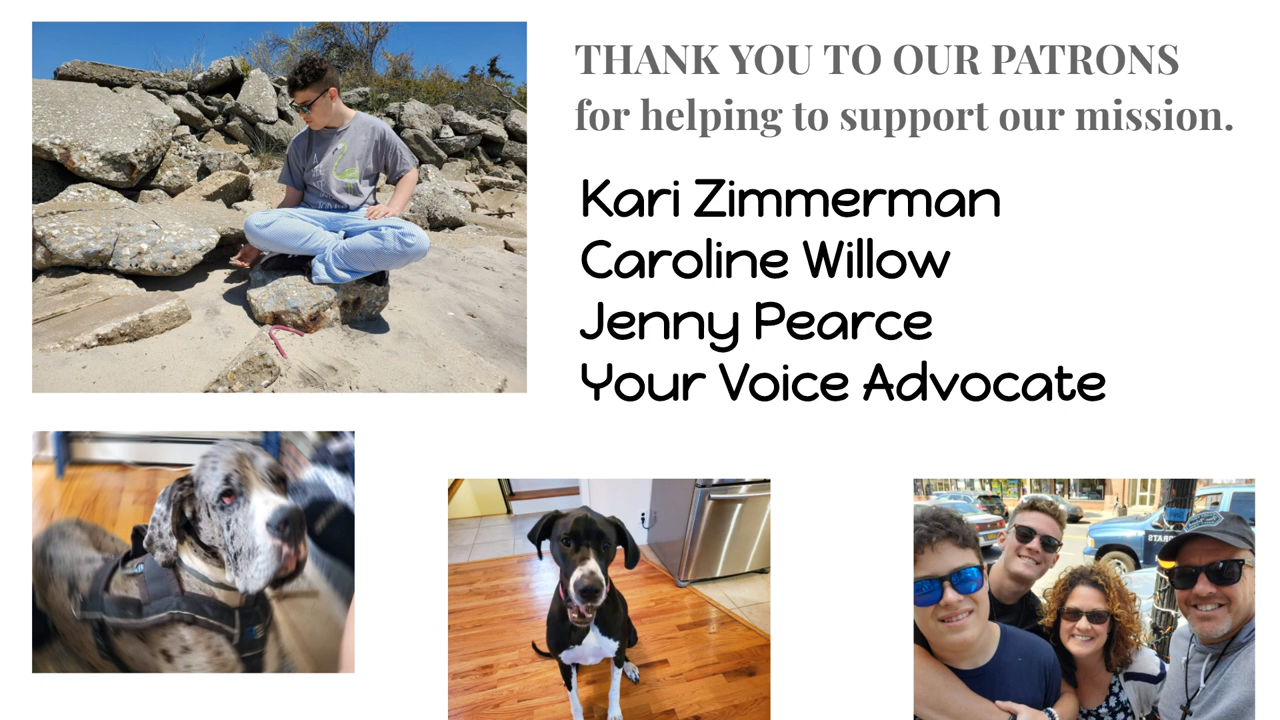 THANK YOU TO OUR PATRONS
for helping to support our mission.
Kari Zimmerman
Caroline Willow
Jenny Pearce
Your Voice Advocate